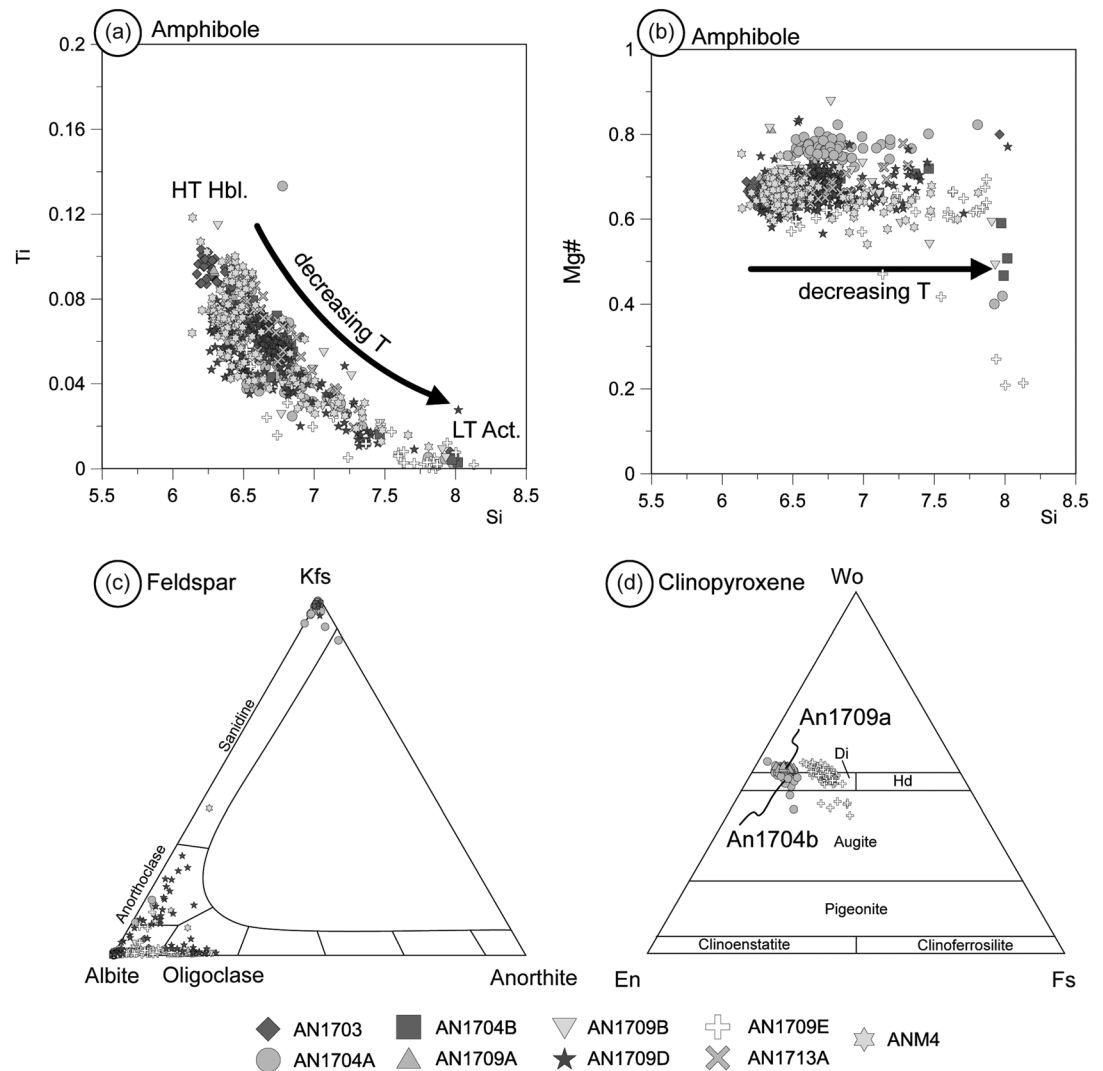 (a) Amphibole
0.2
0.16
0.12
0.08
0.04
0
Ti
HT Hbl.
decreasing T
LT Act.
5.5 6 6.5 7 7.5 8 8.5
Si
(b) Amphibole
1
0.8
0.6
0.4
0.2
0
Mg#
decreasing T
5.5 6 6.5 7 7.5 8 8.5
Si
(c) Feldspar
Kfs
Sanidine
Anorthoclase
Albite Oligoclase Anorthite
(d) Clinopyroxene
Wo
An1709a
Di
Hd
An1704b
Augite
Pigeonite
Clinoenstatite Clinoferrosilite
En Fs
AN1703 AN1704B AN1709B AN1709E ANM4
AN1704A AN1709A AN1709D AN1713A